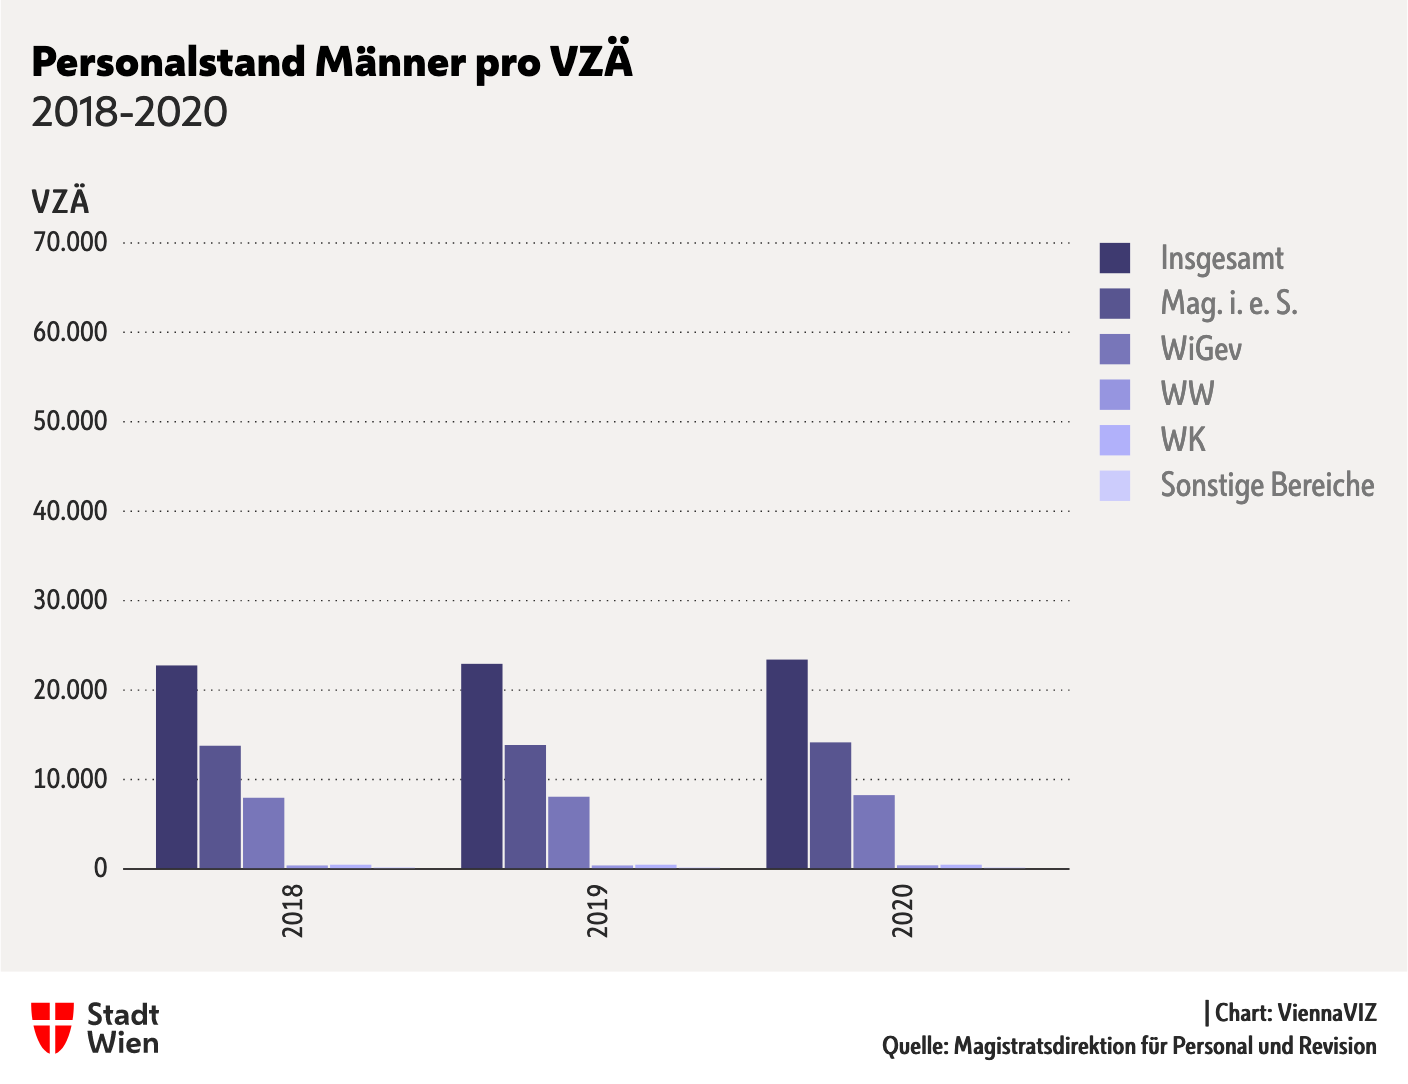 Personalstand Männer pro VZÄ
2018-2020
VZÄ
70.000
60.000
50.000
40.000
30.000
20.000
10.000
0
2018
2019
2020
Insgesamt
Mag. i. e. S.
WiGev
WW
WK
Sonstige Bereiche
Stadt
Wien
| Chart: ViennaVIZ
Quelle: Magistratsdirektion für Personal und Revision